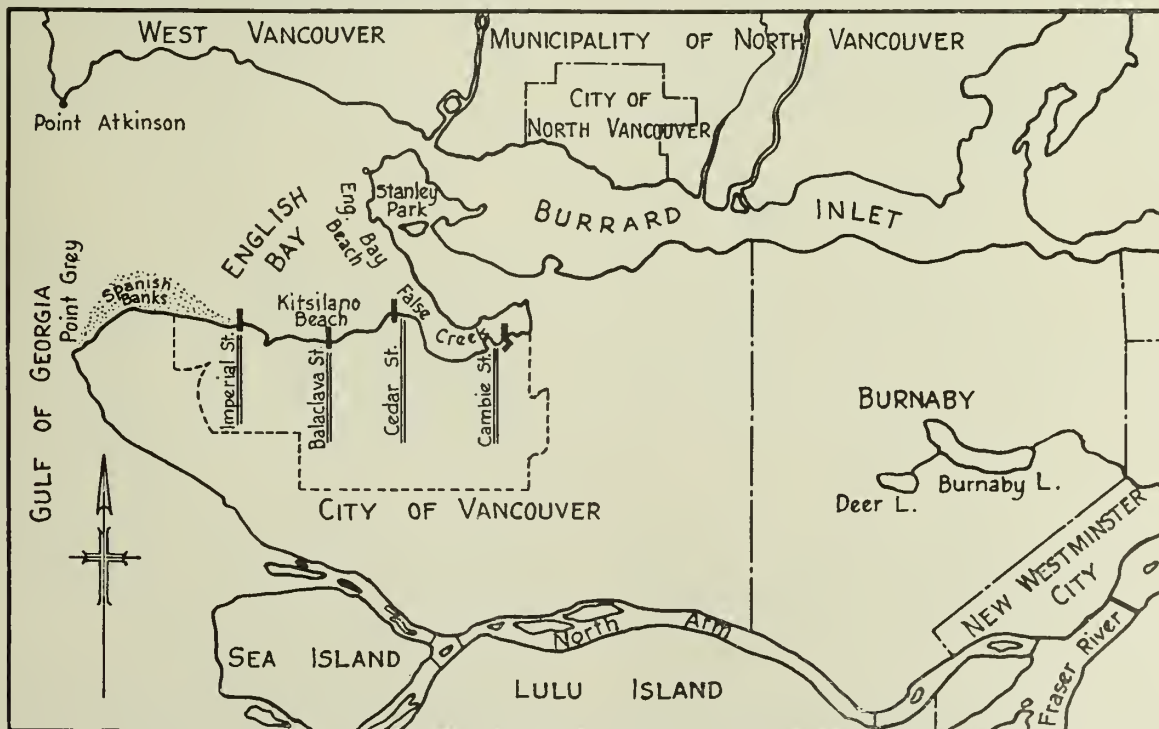 WEST VANCOUVER
MUNICIPALITY OF NORTH VANCOUVER
CITY OF
NORTH VANCOUVER
Point Atkinson
Stanley
Park
Eng. Bay
Beach
BURRARD INLET
ENGLISH
BAY
GULF OF GEORGIA
Point Grey
Spanish
Banks
Kitsilano
Beach
False
Creek
Imperial St.
Balaclava St.
Cedar St.
Cambie St.
CITY OF VANCOUVER
BURNABY
Deer L.
Burnaby L.
NEW WESTMINSTER
CITY
SEA ISLAND
North Arm
LULU ISLAND
Fraser River